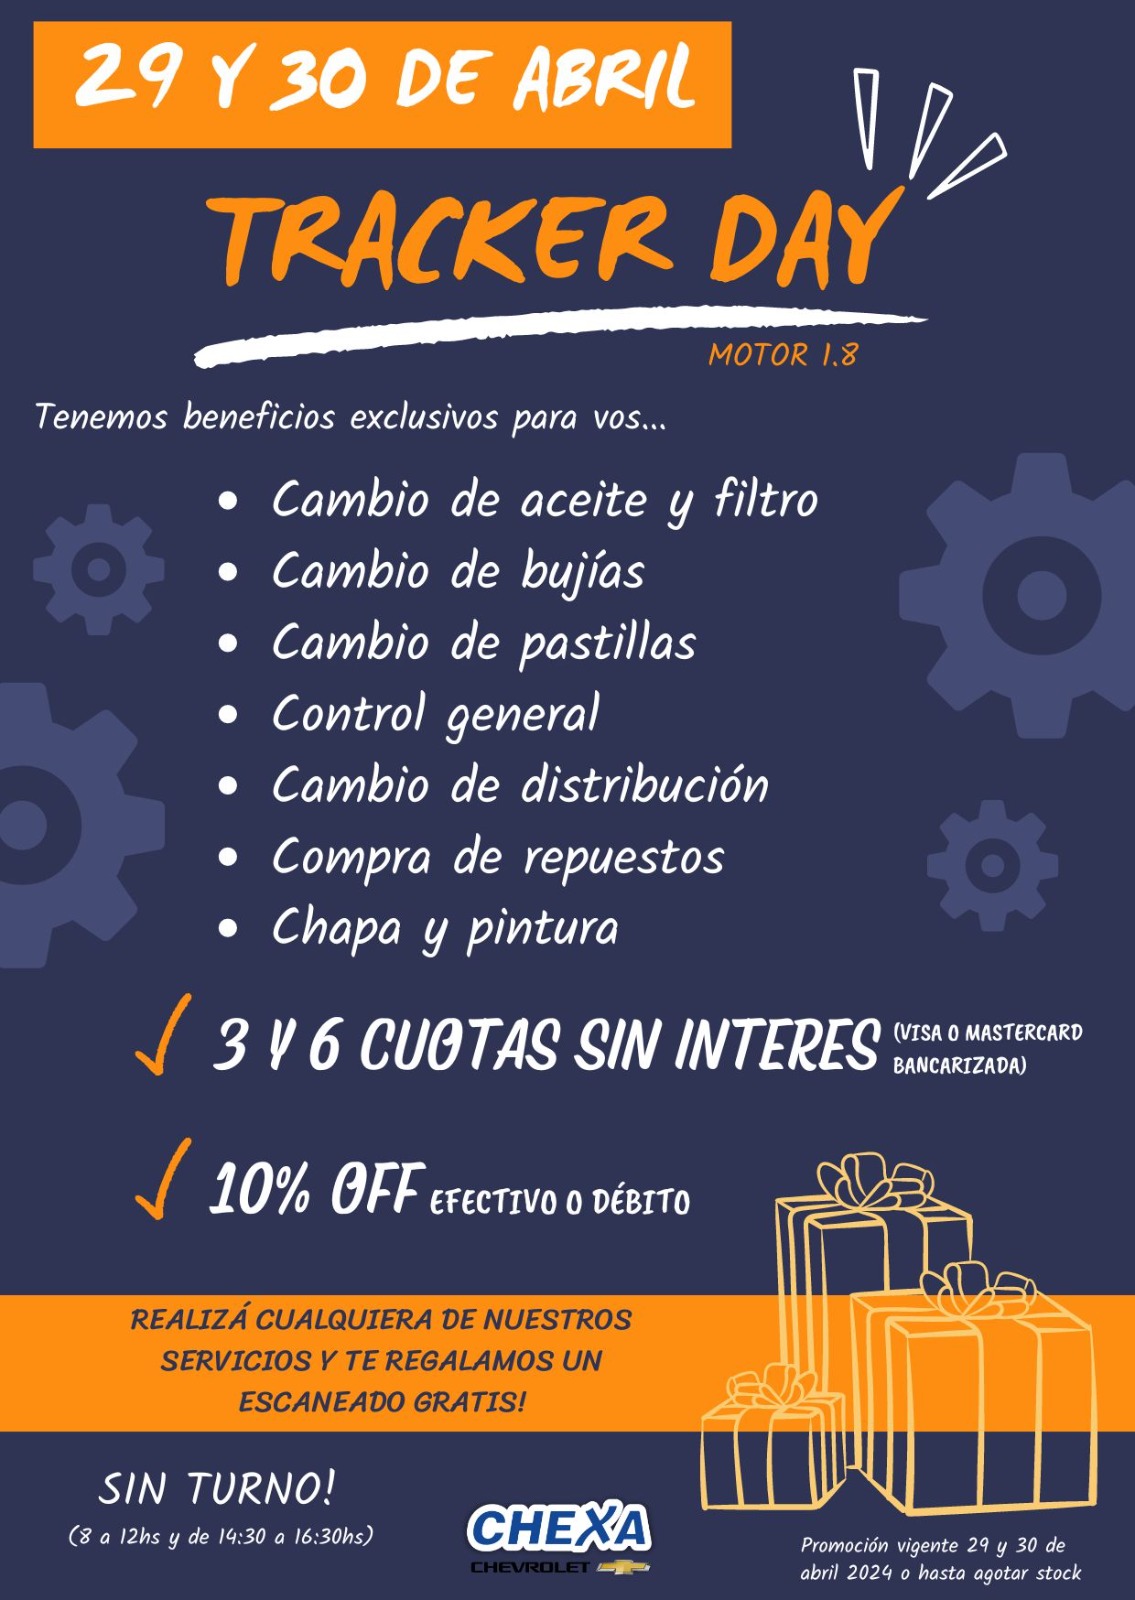 29 Y 30 DE ABRIL
TRACKER DAY
MOTOR 1.8
Tenemos beneficios exclusivos para vos...
• Cambio de aceite y filtro
• Cambio de bujías
• Cambio de pastillas
• Control general
• Cambio de distribución
• Compra de repuestos
• Chapa y pintura
3 Y 6 CUOTAS SIN INTERES (VISA O MASTERCARD
BANCARIZADA)
10% OFF EFECTIVO O DÉBITO
REALIZÁ CUALQUIERA DE NUESTROS
SERVICIOS Y TE REGALAMOS UN
ESCANEADO GRATIS!
SIN TURNO!
(8 a 12hs y de 14:30 a 16:30hs)
CHEXA
CHEVROLET
Promoción vigente 29 y 30 de
abril 2024 o hasta agotar stock